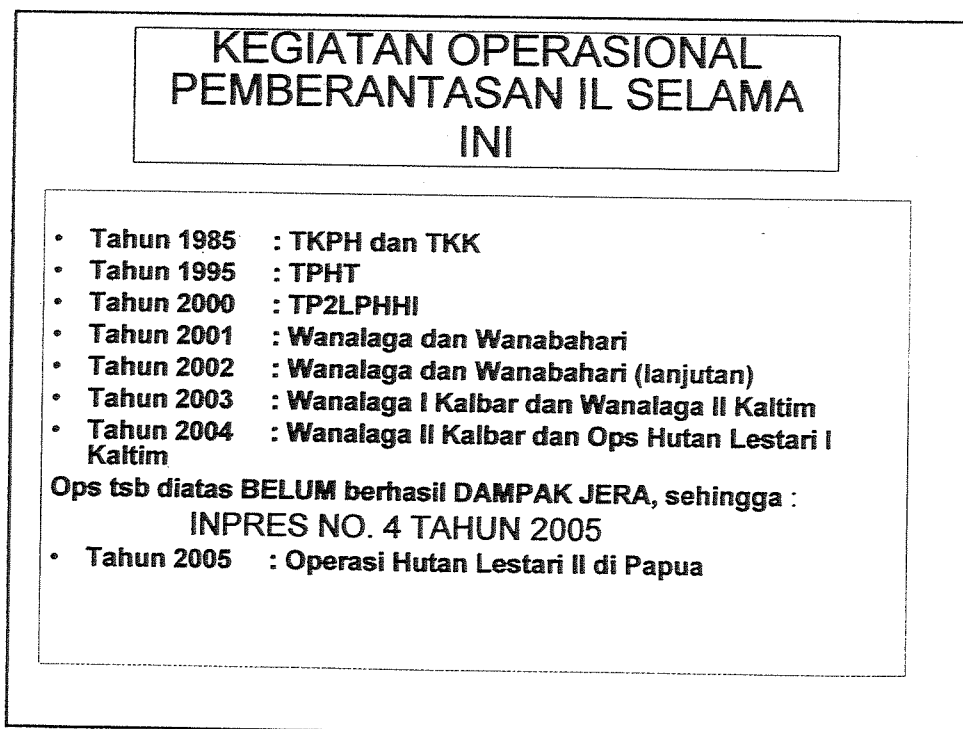 KEGIATAN OPERASIONAL
PEMBERANTASAN IL SELAMA
INI
• Tahun 1985 : TKPH dan TKK
• Tahun 1995 : TPHT
• Tahun 2000 : TP2LPHHI
• Tahun 2001 : Wanalaga dan Wanabahari
• Tahun 2002 : Wanalaga dan Wanabahari (lanjutan)
• Tahun 2003 : Wanalaga I Kalbar dan Wanalaga II Kaltim
• Tahun 2004 : Wanalaga II Kalbar dan Ops Hutan Lestari I
Kaltim
Ops tsb diatas BELUM berhasil DAMPAK JERA, sehingga :
INPRES NO. 4 TAHUN 2005
• Tahun 2005 : Operasi Hutan Lestari II di Papua